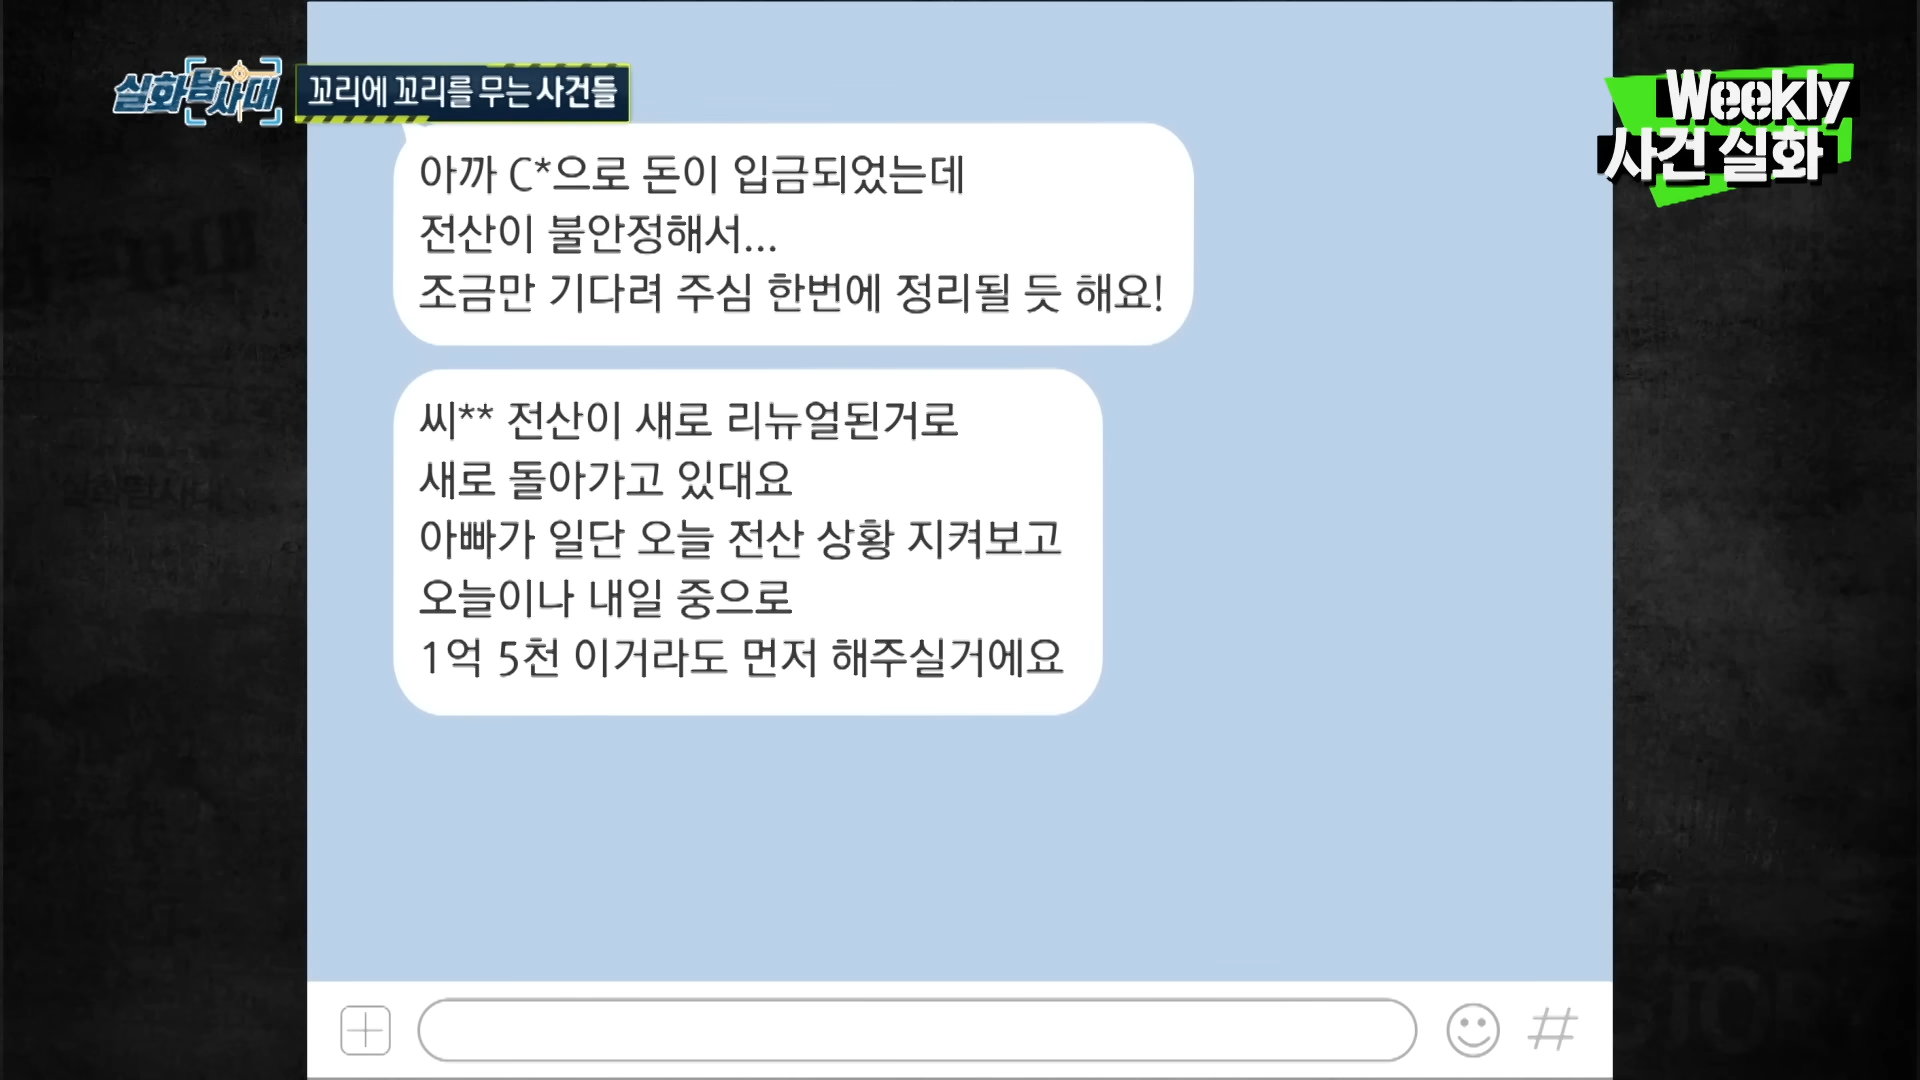 실화탐사대
꼬리에 꼬리를 무는 사건들
Weekly
사건 실화
아까 C*으로 돈이 입금되었는데
전산이 불안정해서...
조금만 기다려 주심 한번에 정리될 듯 해요!
씨** 전산이 새로 리뉴얼된거로
새로 돌아가고 있대요
아빠가 일단 오늘 전산 상황 지켜보고
오늘이나 내일 중으로
1억 5천 이거라도 먼저 해주실거에요